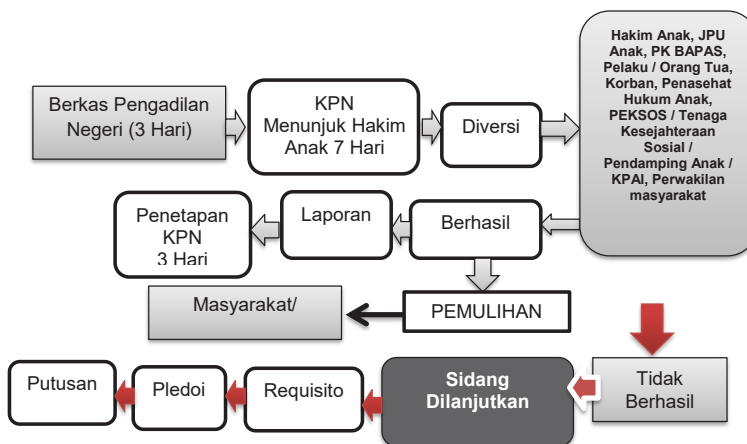 Berkas Pengadilan
Negeri (3 Hari)
KPN
Menunjuk Hakim
Anak 7 Hari
Diversi
Hakim Anak, JPU
Anak, PK BAPAS,
Pelaku / Orang Tua,
Korban, Penasehat
Hukum Anak,
PEKSOS / Tenaga
Kesejahteraan
Sosial /
Pendamping Anak /
KPAI, Perwakilan
masyarakat
Penetapan
KPN
3 Hari
Laporan
Berhasil
Masyarakat/
PEMULIHAN
Putusan
Pledoi
Requisito
Sidang
Dilanjutkan
Tidak
Berhasil